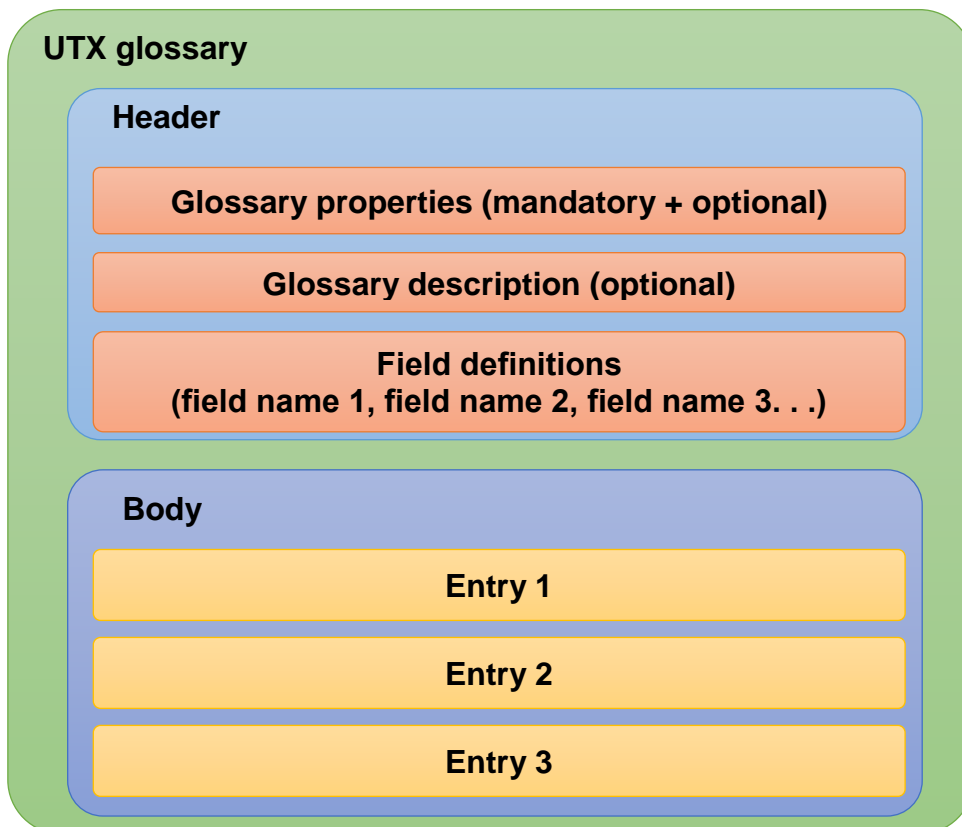 UTX glossary
Header
Glossary properties (mandatory + optional)
Glossary description (optional)
Field definitions
(field name 1, field name 2, field name 3. . .)
Body
Entry 1
Entry 2
Entry 3